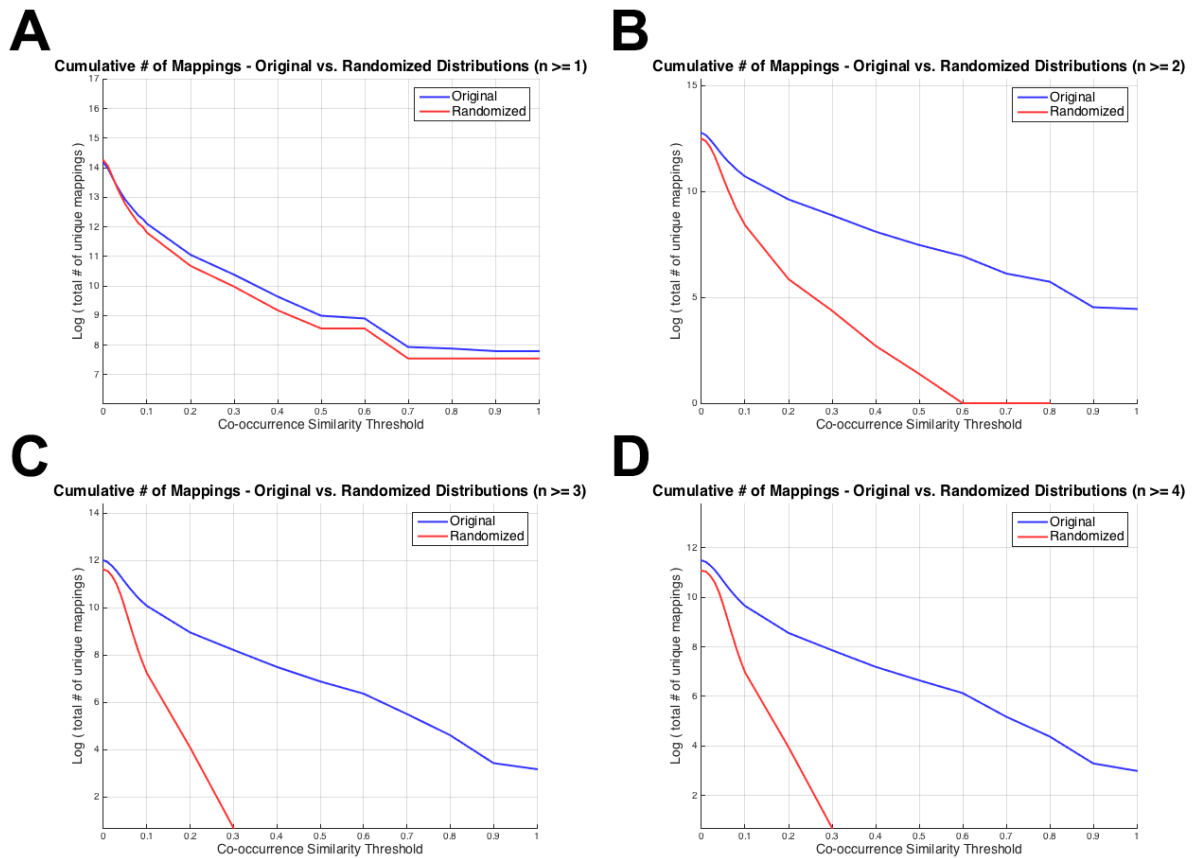 A
Cumulative # of Mappings - Original vs. Randomized Distributions (n >= 1)
17
16
15
14
13
12
11
10
9
8
7
Log ( total # of unique mappings )
Original
Randomized
0 0.1 0.2 0.3 0.4 0.5 0.6 0.7 0.8 0.9 1
Co-occurrence Similarity Threshold
B
Cumulative # of Mappings - Original vs. Randomized Distributions (n >= 2)
15
10
5
0
Log ( total # of unique mappings )
Original
Randomized
0 0.1 0.2 0.3 0.4 0.5 0.6 0.7 0.8 0.9 1
Co-occurrence Similarity Threshold
C
Cumulative # of Mappings - Original vs. Randomized Distributions (n >= 3)
14
12
10
8
6
4
2
Log ( total # of unique mappings )
Original
Randomized
0 0.1 0.2 0.3 0.4 0.5 0.6 0.7 0.8 0.9 1
Co-occurrence Similarity Threshold
D
Cumulative # of Mappings - Original vs. Randomized Distributions (n >= 4)
12
10
8
6
4
2
Log ( total # of unique mappings )
Original
Randomized
0 0.1 0.2 0.3 0.4 0.5 0.6 0.7 0.8 0.9 1
Co-occurrence Similarity Threshold